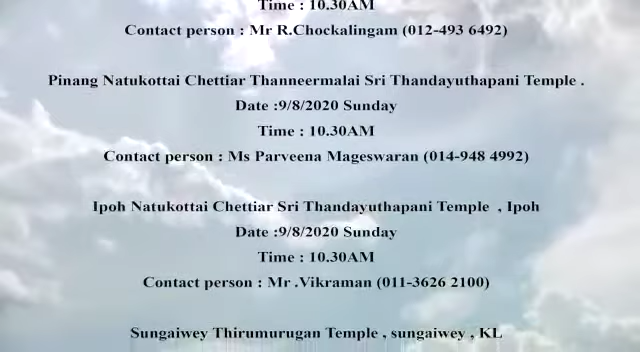 Time : 10.30AM
Contact person : Mr R.Chockalingam (012-493 6492)
Pinang Natukottai Chettiar Thanneermalai Sri Thandayuthapani Temple .
Date :9/8/2020 Sunday
Time : 10.30AM
Contact person : Ms Parveena Mageswaran (014-948 4992)
Ipoh Natukottai Chettiar Sri Thandayuthapani Temple , Ipoh
Date :9/8/2020 Sunday
Time : 10.30AM
Contact person : Mr .Vikraman (011-3626 2100)
Sungaiwey Thirumurugan Temple , sungaiwey , KL